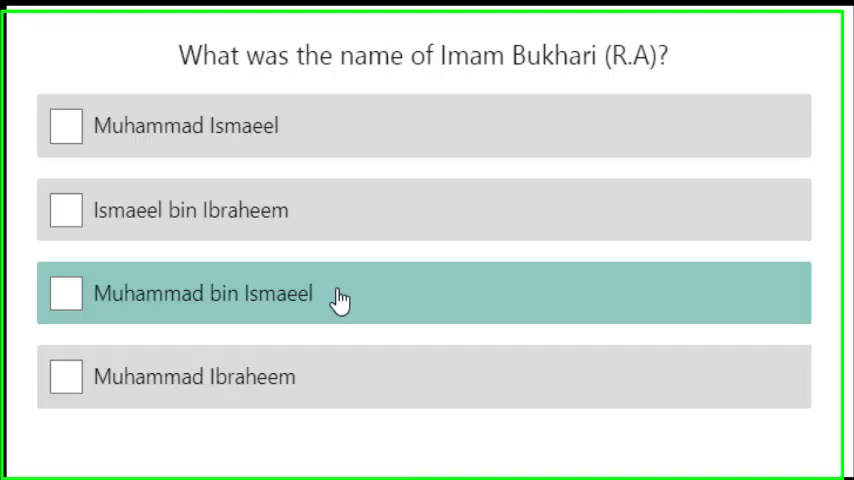 What was the name of Imam Bukhari (R.A)?
Muhammad Ismaeel
Ismaeel bin Ibraheem
Muhammad bin Ismaeel
Muhammad Ibraheem